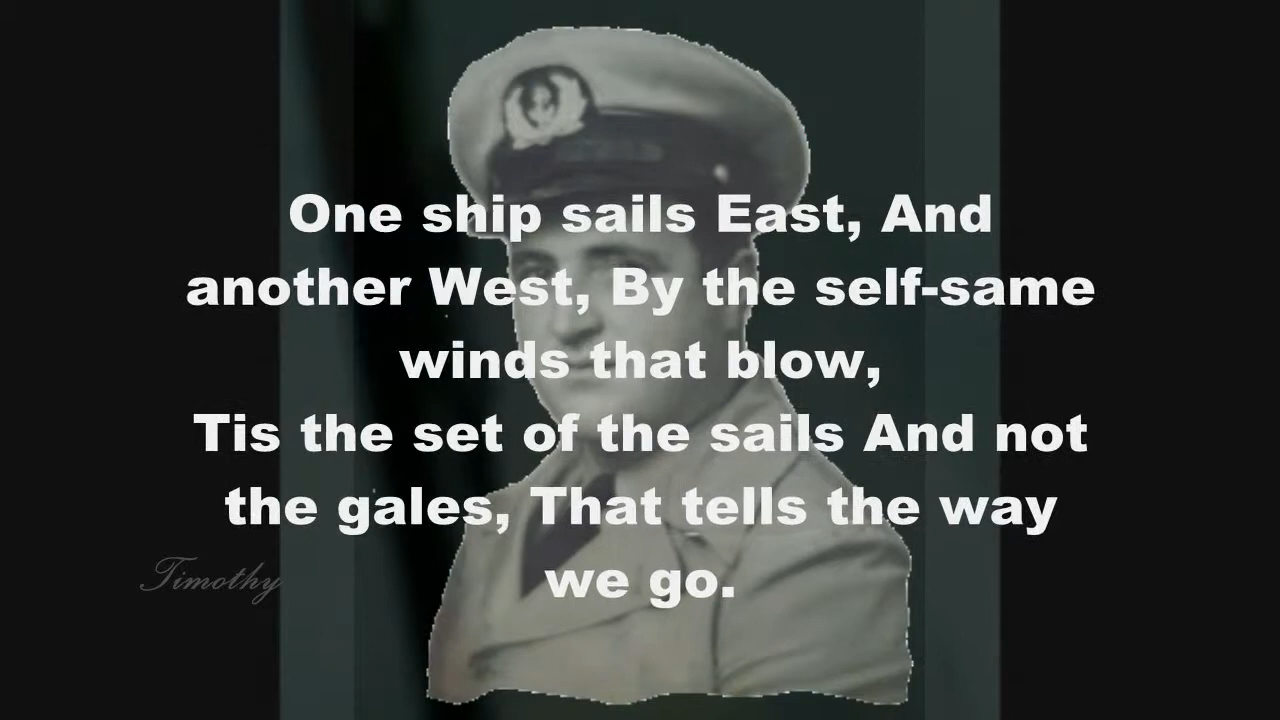 One ship sails East, And
another West, By the self-same
winds that blow,
Tis the set of the sails And not
the gales, That tells the way
we go.
Timothy